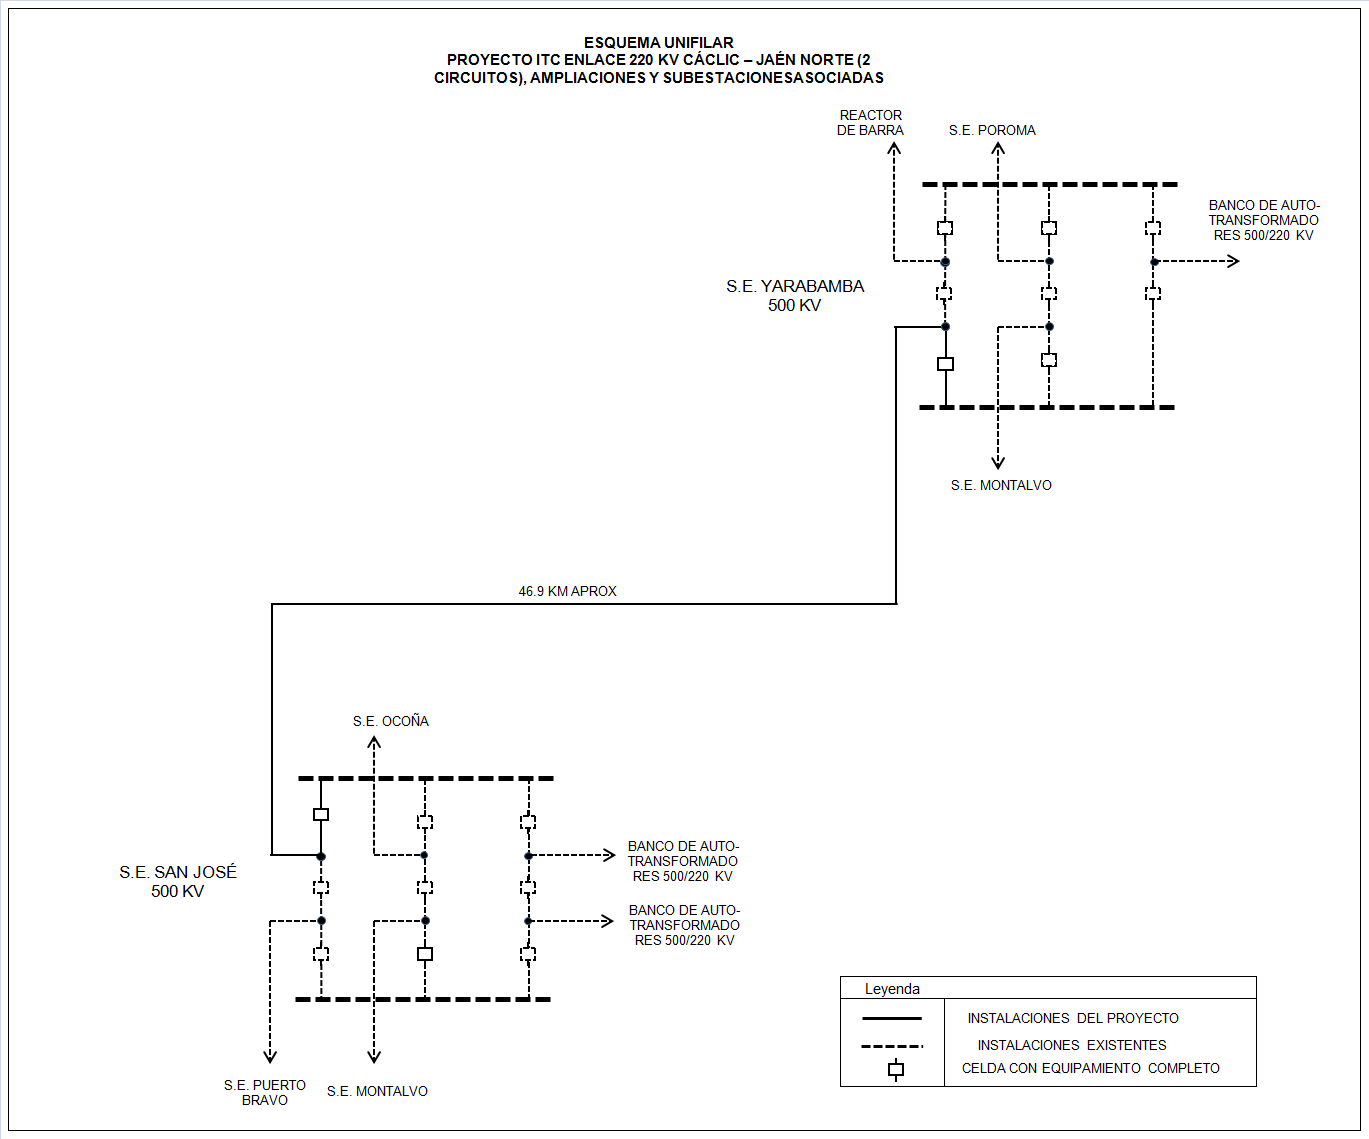 ESQUEMA UNIFILAR
PROYECTO ITC ENLACE 220 KV CÁCLIC – JAÉN NORTE (2
CIRCUITOS), AMPLIACIONES Y SUBESTACIONESASOCIADAS
REACTOR
DE BARRA
S.E. POROMA
BANCO DE AUTO-
TRANSFORMADO
RES 500/220 KV
S.E. YARABAMBA
500 KV
S.E. MONTALVO
46.9 KM APROX
S.E. OCOÑA
S.E. SAN JOSÉ
500 KV
BANCO DE AUTO-
TRANSFORMADO
RES 500/220 KV
BANCO DE AUTO-
TRANSFORMADO
RES 500/220 KV
S.E. PUERTO
BRAVO
S.E. MONTALVO
Leyenda
INSTALACIONES DEL PROYECTO
INSTALACIONES EXISTENTES
CELDA CON EQUIPAMIENTO COMPLETO